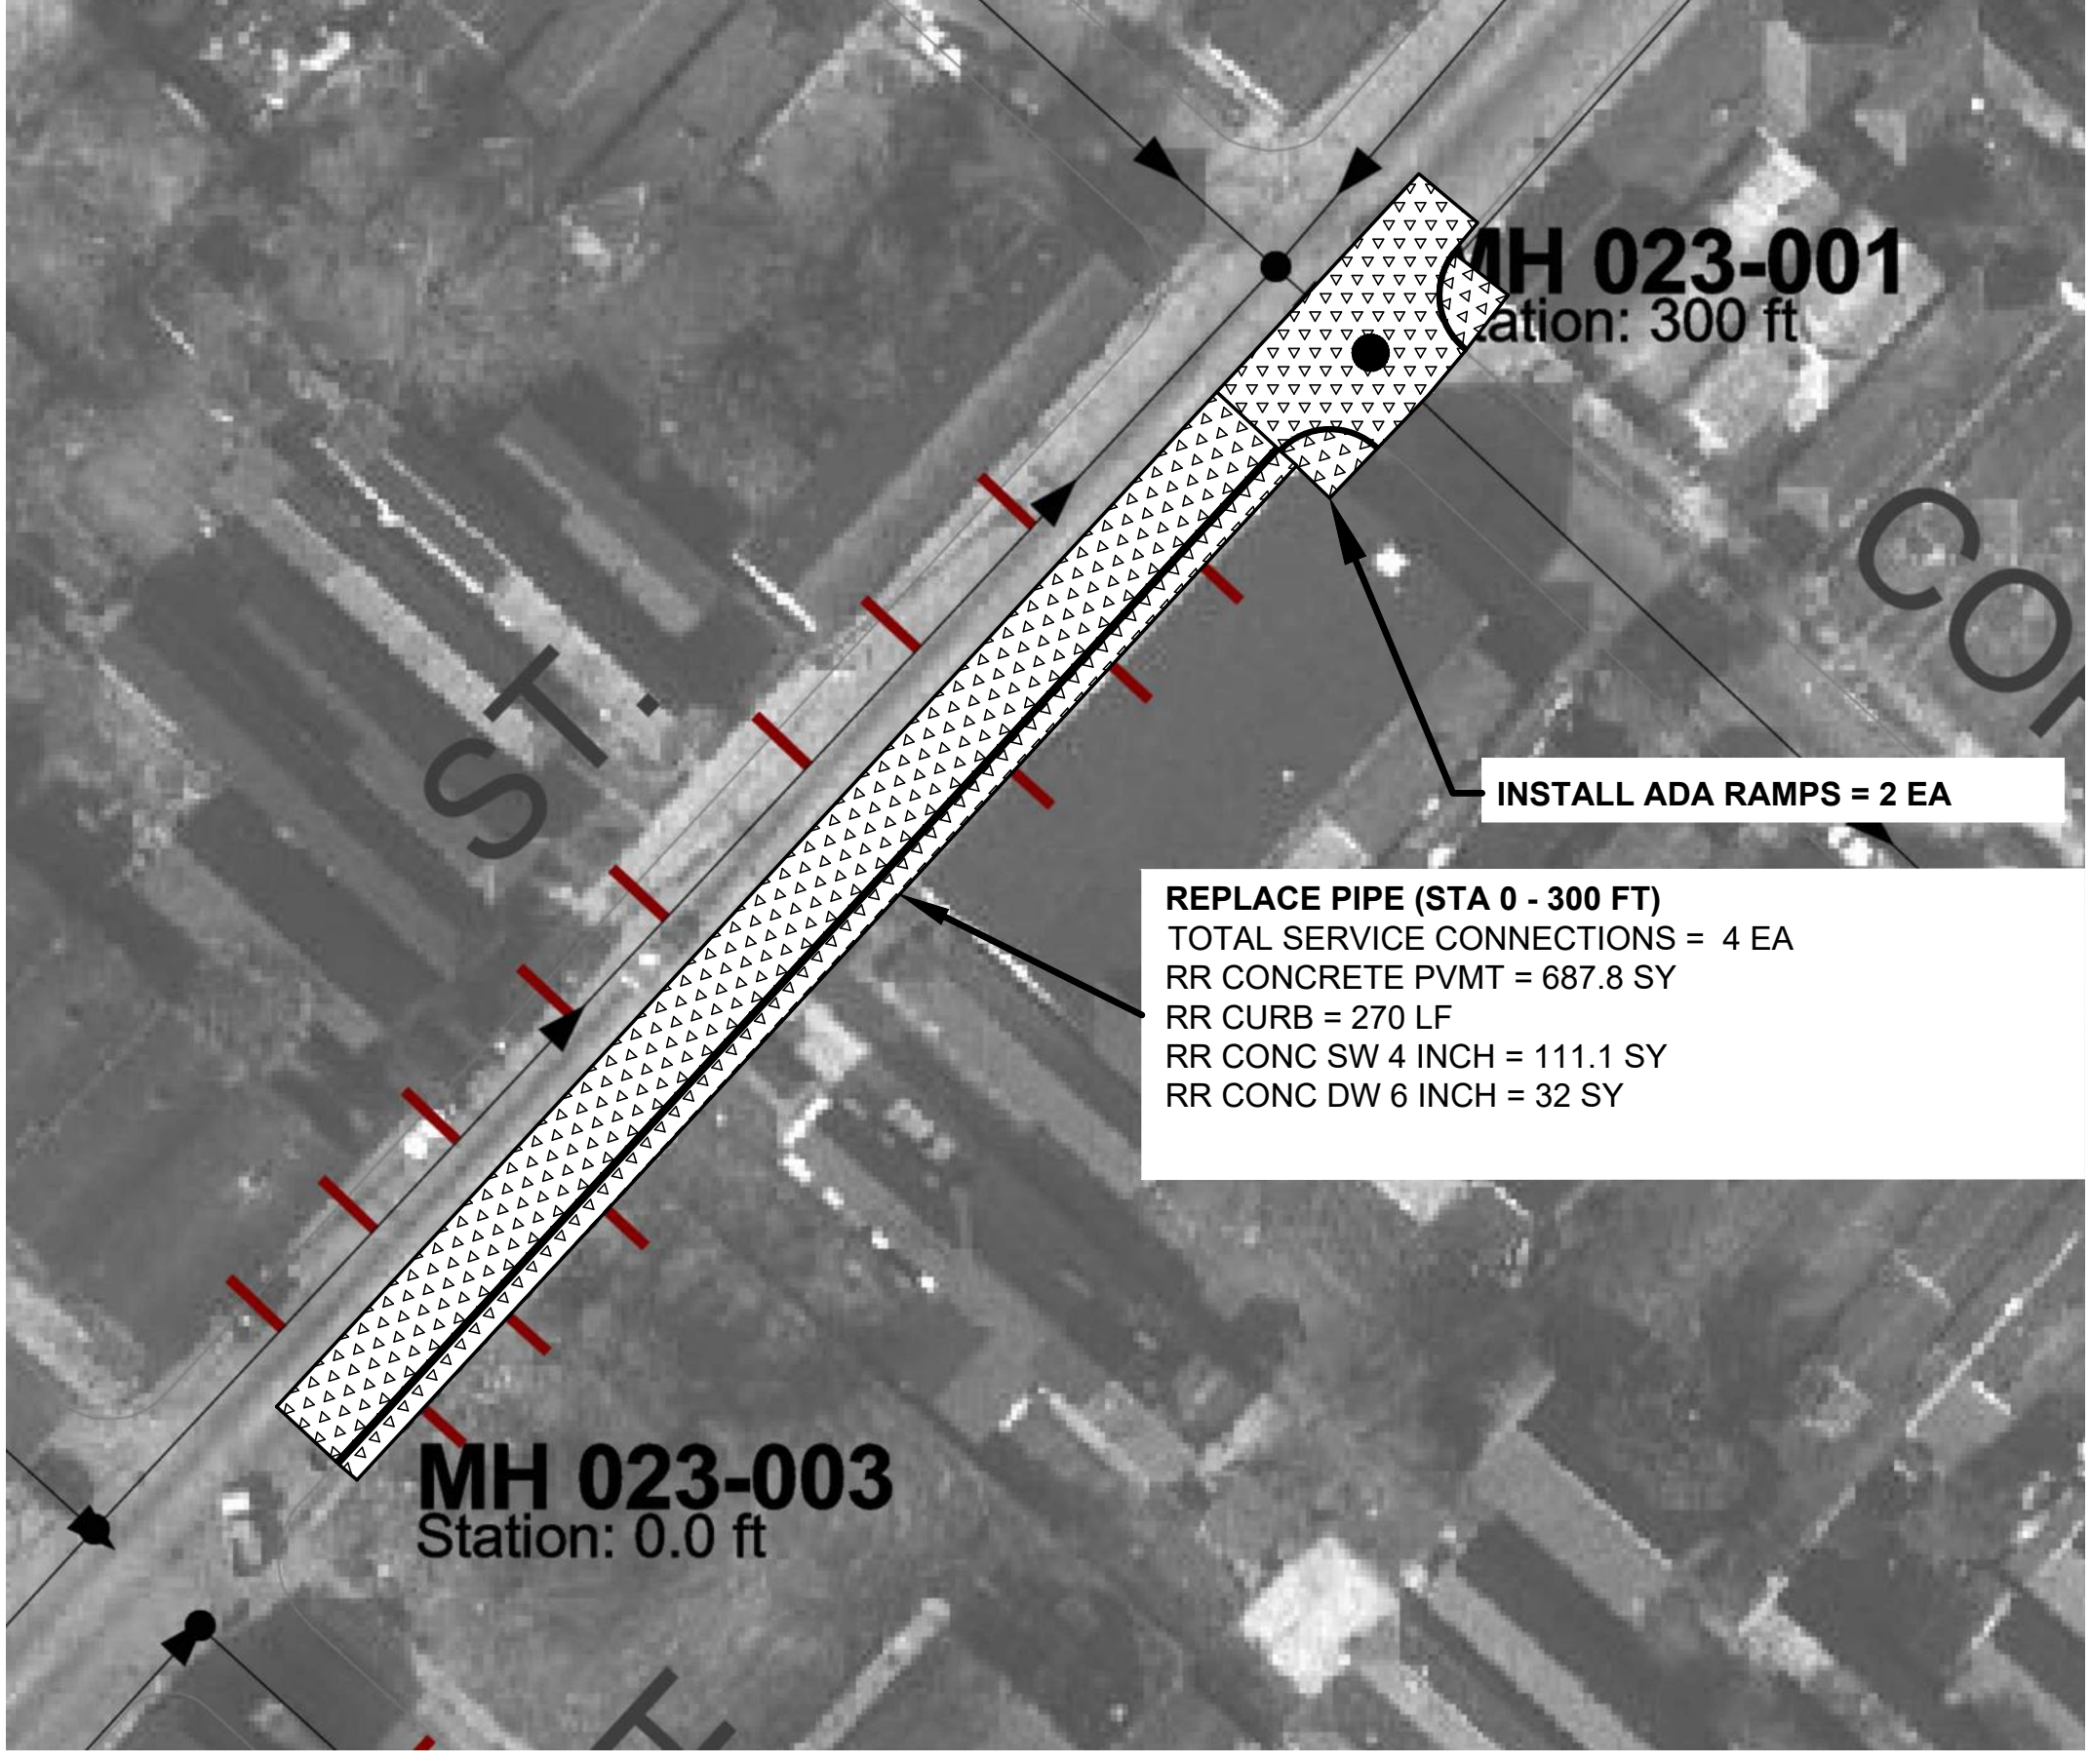 MH 023-001
ation: 300 ft
ST.
INSTALL ADA RAMPS = 2 EA
REPLACE PIPE (STA 0 - 300 FT)
TOTAL SERVICE CONNECTIONS = 4 EA
RR CONCRETE PVMT = 687.8 SY
RR CURB = 270 LF
RR CONC SW 4 INCH = 111.1 SY
RR CONC DW 6 INCH = 32 SY
MH 023-003
Station: 0.0 ft